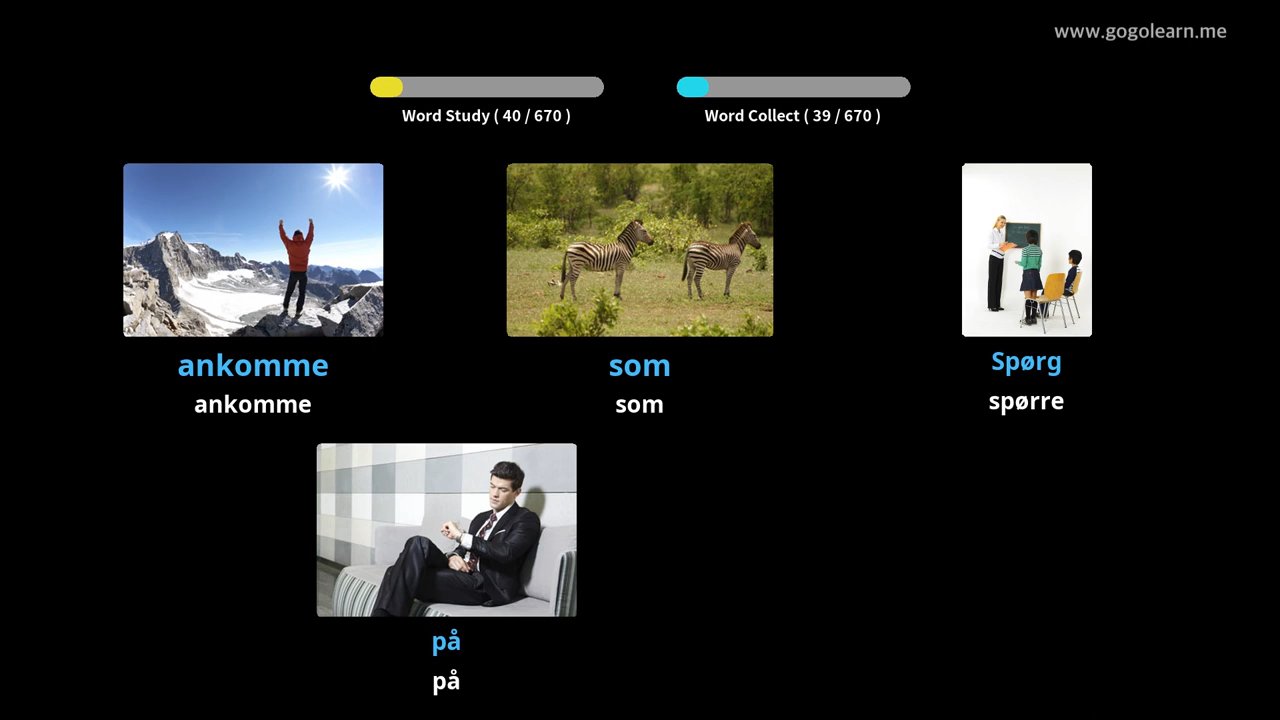 www.gogolearn.me
Word Study ( 40 / 670 )
Word Collect ( 39 / 670 )
ankomme
ankomme
som
som
Spørg
spørre
på
på